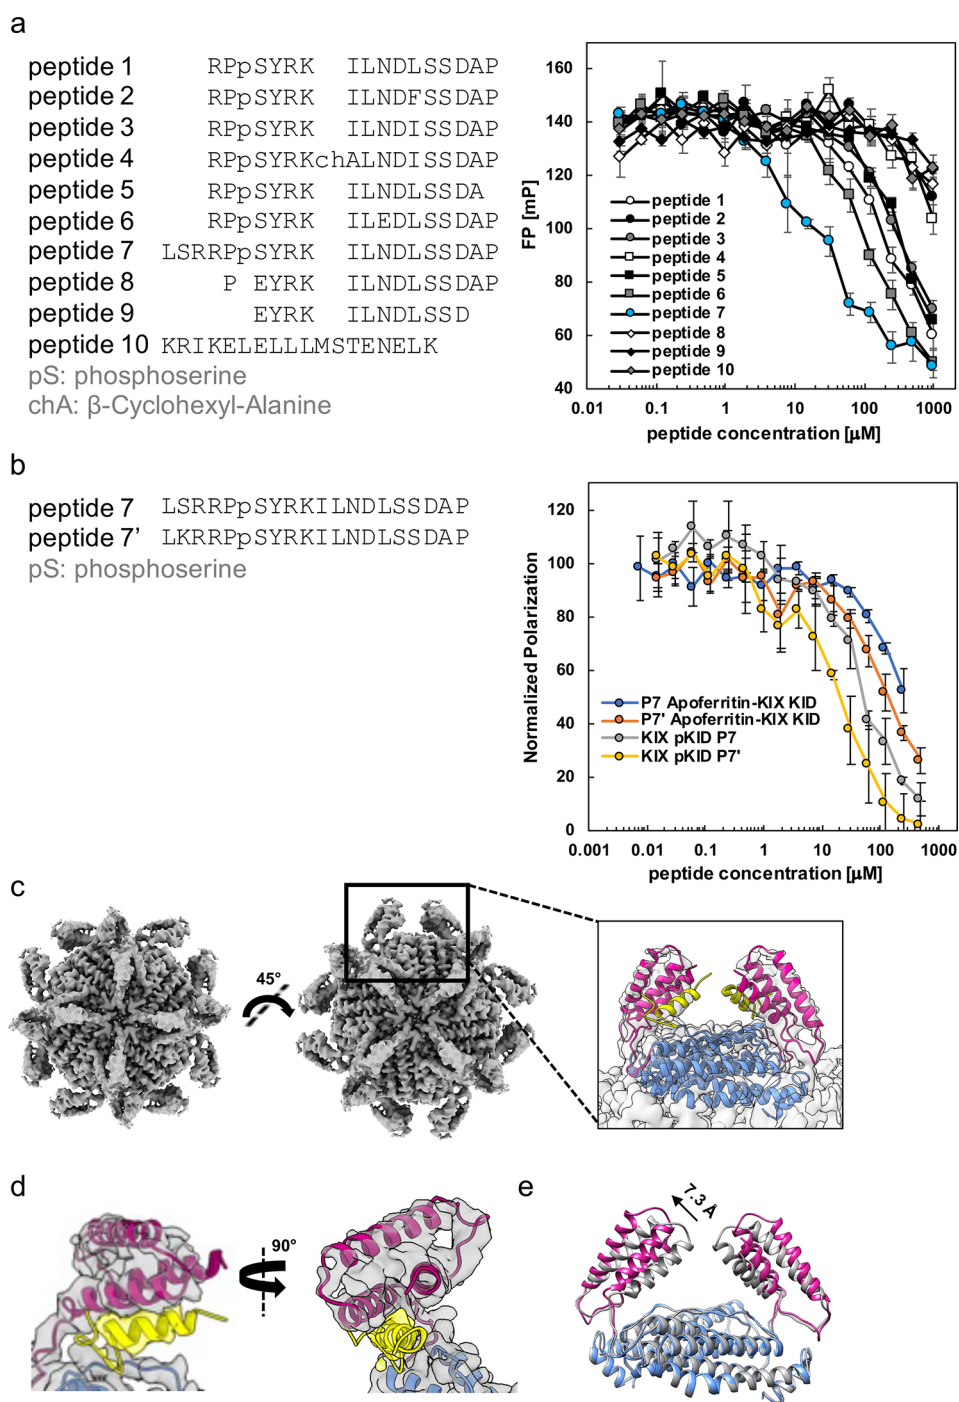 a
peptide 1 RPpSYRK ILNDLSSDAP
peptide 2 RPpSYRK ILNDFSSDAP
peptide 3 RPpSYRK ILNDISSDAP
peptide 4 RPpSYRKchALNDISSDAP
peptide 5 RPpSYRK ILNDLSSDA
peptide 6 RPpSYRK ILEDLSSDAP
peptide 7 LSRRPpSYRK ILNDLSSDAP
peptide 8 P EYRK ILNDLSSDAP
peptide 9 EYRK ILNDLSSD
peptide 10 KRIKELELLLMSTENELK
pS: phosphoserine
chA: β-Cyclohexyl-Alanine
FP [mP]
160
140
120
100
80
60
40
0.01 0.1 1 10 100 1000
peptide concentration [µM]
peptide 1
peptide 2
peptide 3
peptide 4
peptide 5
peptide 6
peptide 7
peptide 8
peptide 9
peptide 10
b
peptide 7 LSRRPpSYRKILNDLSSDAP
peptide 7’ LKRRPpSYRKILNDLSSDAP
pS: phosphoserine
Normalized Polarization
120
100
80
60
40
20
0
0.001 0.01 0.1 1 10 100 1000
peptide concentration [µM]
P7 Apoferritin-KIX KID
P7' Apoferritin-KIX KID
KIX pKID P7
KIX pKID P7'
c
45°
d
90°
e
7.3 Å